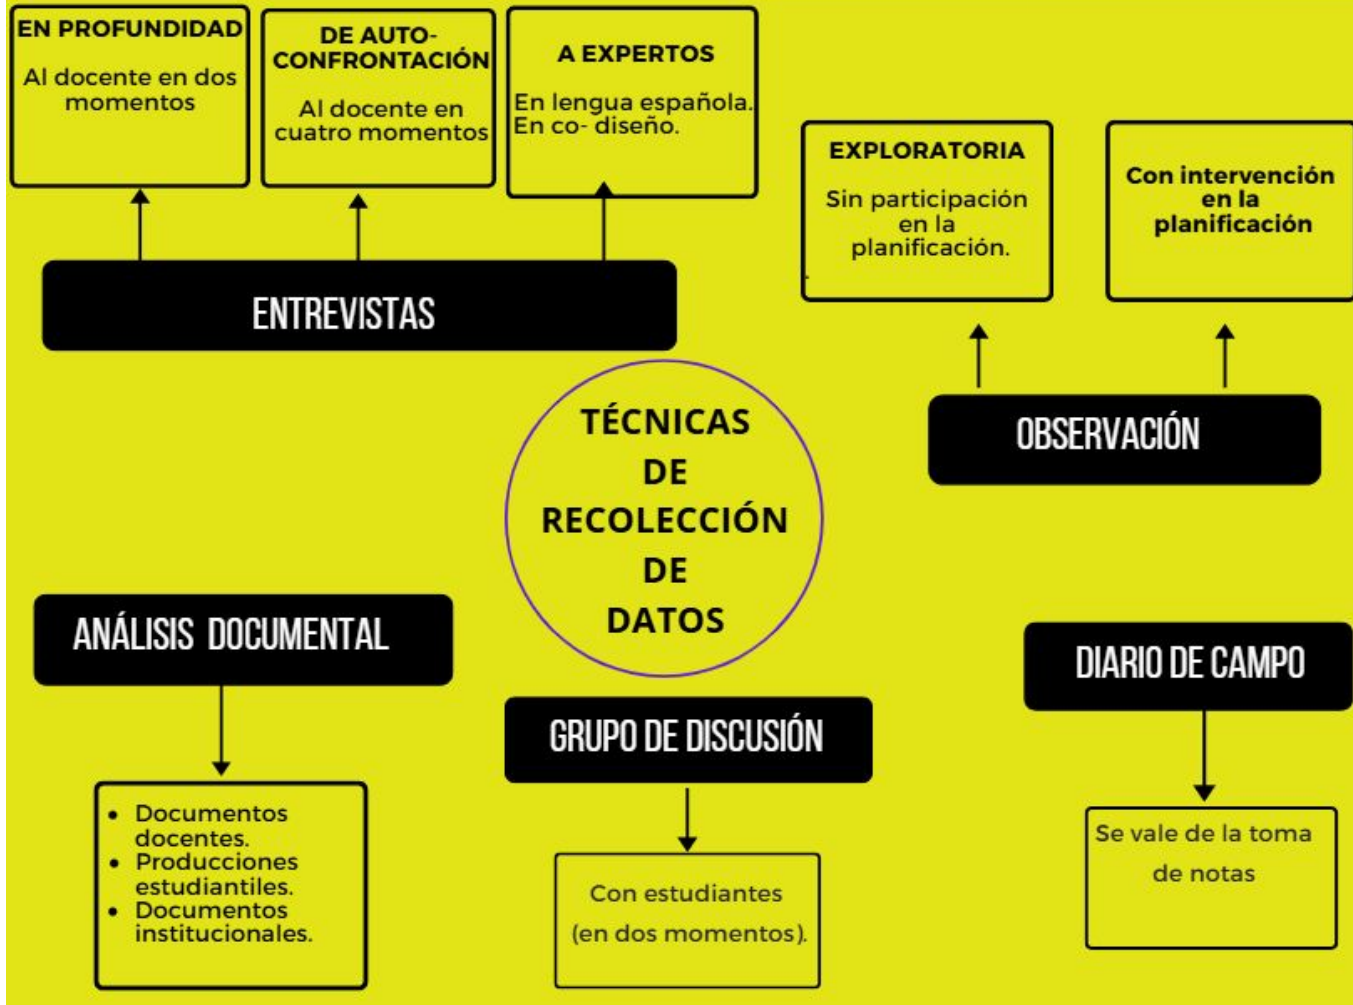 EN PROFUNDIDAD
Al docente en dos
momentos
DE AUTO-
CONFRONTACIÓN
Al docente en
cuatro momentos
A EXPERTOS
En lengua española.
En co- diseño.
EXPLORATORIA
Sin participación
en la
planificación.
.
Con intervención
en la
planificación
ENTREVISTAS
OBSERVACIÓN
TÉCNICAS
DE
RECOLECCIÓN
DE
DATOS
ANÁLISIS DOCUMENTAL
• Documentos
docentes.
• Producciones
estudiantiles.
• Documentos
institucionales.
GRUPO DE DISCUSIÓN
Con estudiantes
(en dos momentos).
DIARIO DE CAMPO
Se vale de la toma
de notas